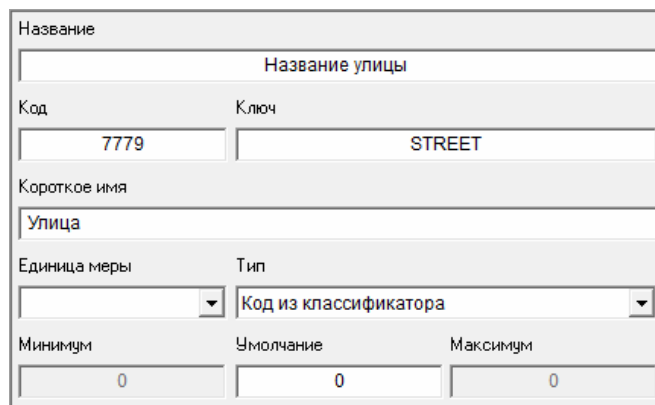 Название
Название улицы
Код Ключ
7779 STREET
Короткое имя
Улица
Единица меры Тип
Код из классификатора
Минимум Умолчание Максимум
0 0 0